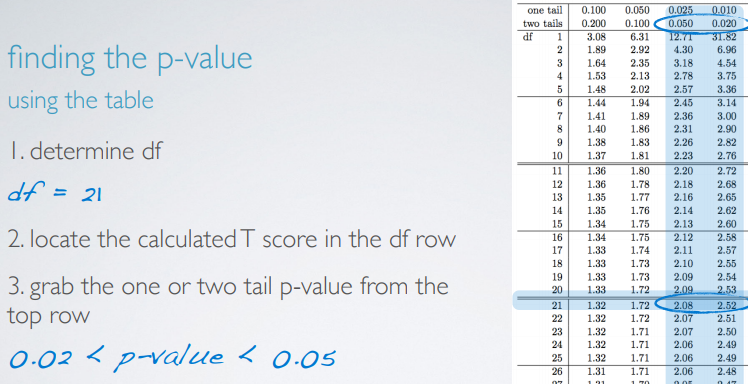 finding the p-value
using the table
1. determine df
df = 21
2. locate the calculated T score in the df row
3. grab the one or two tail p-value from the
top row
0.02 < p-value < 0.05
one tail 0.100 0.050 0.025 0.010
two tails 0.200 0.100 0.050 0.020
df 1 3.08 6.31 12.71 31.82
2 1.89 2.92 4.30 6.96
3 1.64 2.35 3.18 4.54
4 1.53 2.13 2.78 3.75
5 1.48 2.02 2.57 3.36
6 1.44 1.94 2.45 3.14
7 1.41 1.89 2.36 3.00
8 1.40 1.86 2.31 2.90
9 1.38 1.83 2.26 2.82
10 1.37 1.81 2.23 2.76
11 1.36 1.80 2.20 2.72
12 1.36 1.78 2.18 2.68
13 1.35 1.77 2.16 2.65
14 1.35 1.76 2.14 2.62
15 1.34 1.75 2.13 2.60
16 1.34 1.75 2.12 2.58
17 1.33 1.74 2.11 2.57
18 1.33 1.73 2.10 2.55
19 1.33 1.73 2.09 2.54
20 1.33 1.72 2.09 2.53
21 1.32 1.72 2.08 2.52
22 1.32 1.72 2.07 2.51
23 1.32 1.71 2.07 2.50
24 1.32 1.71 2.06 2.49
25 1.32 1.71 2.06 2.49
26 1.31 1.71 2.06 2.48